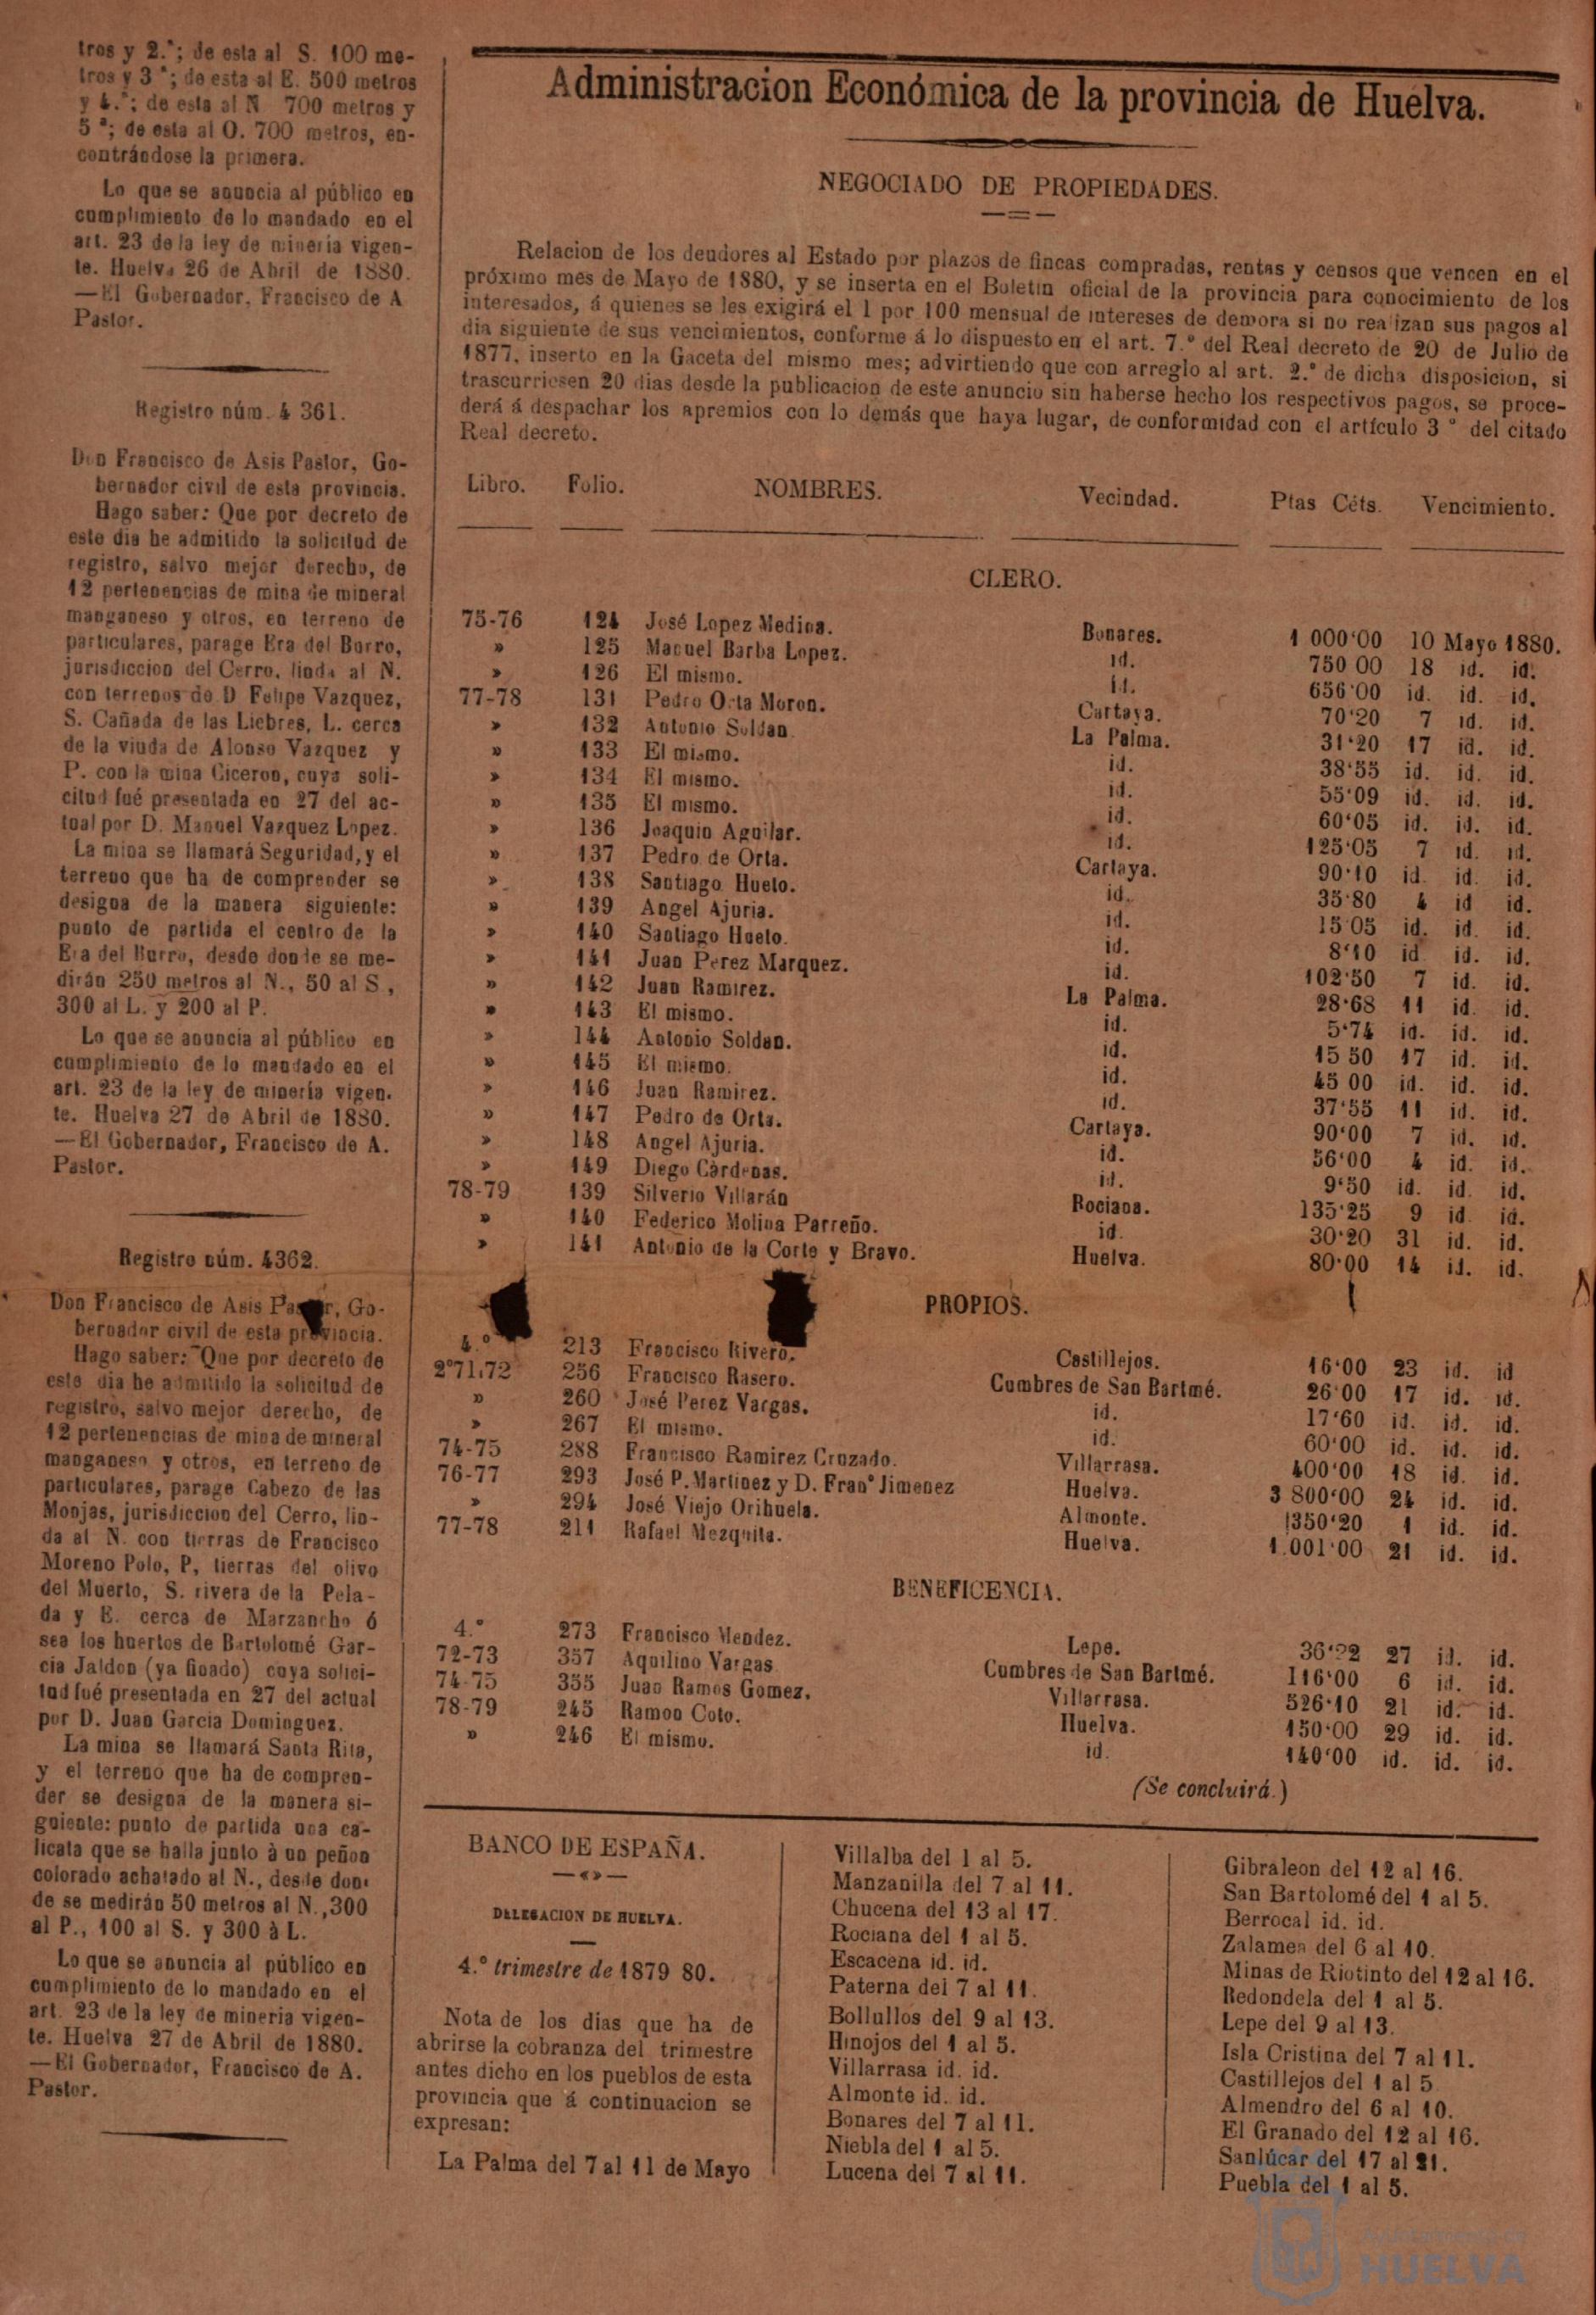 tros y 2.ª; de esta al S. 100 me-
tros y 3 ª; de esta al E. 500 metros
y 4.ª; de esta al N 700 metros y
5 ª; de esta al O. 700 metros, en-
contrándose la primera.
Lo que se anuncia al público en
cumplimiento de lo mandado en el
art. 23 de la ley de minería vigen-
te. Huelva 26 de Abril de 1880.
—El Gobernador, Francisco de A
Pastor.
Registro núm. 4 361.
Don Francisco de Asis Pastor, Go-
bernador civil de esta provincia.
Hago saber: Que por decreto de
este dia he admitido la solicitud de
registro, salvo mejor derecho, de
12 pertenencias de mina de mineral
manganeso y otros, en terreno de
particulares, parage Era del Burro,
jurisdiccion del Cerro, linda al N.
con terrenos de D Felipe Vazquez,
S. Cañada de las Liebres, L. cerca
de la viuda de Alonso Vazquez y
P. con la mina Ciceron, cuya soli-
citud fué presentada en 27 del ac-
tual por D. Manuel Vazquez Lopez.
La mina se llamará Seguridad, y el
terreno que ha de comprender se
designa de la manera siguiente:
punto de partida el centro de la
Era del Burro, desde donde se me-
dirán 250 metros al N., 50 al S ,
300 al L. y 200 al P.
Lo que se anuncia al público en
cumplimiento de lo mandado en el
art. 23 de la ley de minería vigen.
te. Huelva 27 de Abril de 1880.
—El Gobernador, Francisco de A.
Pastor.
Registro núm. 4362.
Don Francisco de Asis Pa r, Go-
bernador civil de esta provincia.
Hago saber: Que por decreto de
este dia he admitido la solicitud de
registro, salvo mejor derecho, de
12 pertenencias de mina de mineral
manganeso y otros, en terreno de
particulares, parage Cabezo de las
Monjas, jurisdiccion del Cerro, lin-
da al N. con tierras de Francisco
Moreno Polo, P, tierras del olivo
del Muerto, S. rivera de la Pela-
da y E. cerca de Marzancho ó
sea los huertos de Bartolomé Gar-
cia Jaldon (ya finado) cuya solici-
tud fué presentada en 27 del actual
por D. Juan Garcia Dominguez.
La mina se llamará Santa Rita,
y el terreno que ha de compren-
der se designa de la manera si-
guiente: punto de partida una ca-
licata que se halla junto à un peñon
colorado achatado al N., desde don-
de se medirán 50 metros al N.,300
al P., 100 al S. y 300 à L.
Lo que se anuncia al público en
cumplimiento de lo mandado en el
art. 23 de la ley de mineria vigen-
te. Huelva 27 de Abril de 1880.
—El Gobernador, Francisco de A.
Pastor.
Administracion Económica de la provincia de Huelva.
NEGOCIADO DE PROPIEDADES.
Relacion de los deudores al Estado por plazos de fincas compradas, rentas y censos que vencen en el
próximo mes de Mayo de 1880, y se inserta en el Boletin oficial de la provincia para conocimiento de los
interesados, á quienes se les exigirá el 1 por 100 mensual de intereses de demora si no realizan sus pagos al
dia siguiente de sus vencimientos, conforme á lo dispuesto en el art. 7.º del Real decreto de 20 de Julio de
1877, inserto en la Gaceta del mismo mes; advirtiendo que con arreglo al art. 2.º de dicha disposicion, si
trascurriesen 20 dias desde la publicacion de este anuncio sin haberse hecho los respectivos pagos, se proce-
derá á despachar los apremios con lo demás que haya lugar, de conformidad con el artículo 3 º del citado
Real decreto.
Libro. Folio. NOMBRES. Vecindad. Ptas Céts. Vencimiento.
CLERO.
75-76 124 José Lopez Medina. Bonares. 1 000'00 10 Mayo 1880.
» 125 Manuel Barba Lopez. id. 750 00 18 id. id.
» 126 El mismo. id. 656'00 id. id. id.
77-78 131 Pedro Orta Moron. Cartaya. 70'20 7 id. id.
» 132 Antonio Soldan. La Palma. 31'20 17 id. id.
» 133 El mismo. id. 38'55 id. id. id.
» 134 El mismo. id. 55'09 id. id. id.
» 135 El mismo. id. 60'05 id. id. id.
» 136 Joaquin Aguilar. id. 125'05 7 id. id.
» 137 Pedro de Orta. Cartaya. 90'10 id. id. id.
» 138 Santiago Hueto. id. 35'80 4 id id.
» 139 Angel Ajuria. id. 15'05 id. id. id.
» 140 Santiago Hueto. id. 8'10 id id. id.
» 141 Juan Perez Marquez. id. 102'50 7 id. id.
» 142 Juan Ramirez. La Palma. 28'68 11 id. id.
» 143 El mismo. id. 5'74 id. id. id.
» 144 Antonio Soldan. id. 15 50 17 id. id.
» 145 El mismo. id. 45 00 id. id. id.
» 146 Juan Ramirez. id. 37'55 11 id. id.
» 147 Pedro de Orta. Cartaya. 90'00 7 id. id.
» 148 Angel Ajuria. id. 56'00 4 id. id.
» 149 Diego Càrdenas. id. 9'50 id. id. id.
78-79 139 Silverio Villarán Rociana. 135'25 9 id. id.
» 140 Federico Molina Parreño. id. 30'20 31 id. id.
» 141 Antonio de la Corte y Bravo. Huelva. 80'00 14 id. id.
PROPIOS.
4.º 213 Francisco Rivero. Castillejos. 16'00 23 id. id
2º71.72 256 Francisco Rasero. Cumbres de San Bartmé. 26'00 17 id. id.
» 260 José Perez Vargas. id. 17'60 id. id. id.
» 267 El mismo. id. 60'00 id. id. id.
74-75 288 Francisco Ramirez Cruzado. Villarrasa. 400'00 18 id. id.
76-77 293 José P. Martinez y D. Franº Jimenez Huelva. 3 800'00 24 id. id.
» 294 José Viejo Orihuela. Almonte. 1350'20 1 id. id.
77-78 211 Rafael Mezquita. Huelva. 1.001'00 21 id. id.
BENEFICENCIA.
4.º 273 Francisco Mendez. Lepe. 36'22 27 id. id.
72-73 357 Aquilino Vargas Cumbres de San Bartmé. 116'00 6 id. id.
74-75 355 Juan Ramos Gomez. Villarrasa. 526'10 21 id. id.
78-79 245 Ramon Coto. Huelva. 150'00 29 id. id.
» 246 El mismo. id. 140'00 id. id. id.
(Se concluirá.)
BANCO DE ESPAÑA.
DELEGACION DE HUELVA.
4.º trimestre de 1879 80.
Nota de los dias que ha de
abrirse la cobranza del trimestre
antes dicho en los pueblos de esta
provincia que á continuacion se
expresan:
La Palma del 7 al 11 de Mayo
Villalba del 1 al 5.
Manzanilla del 7 al 11.
Chucena del 13 al 17.
Rociana del 1 al 5.
Escacena id. id.
Paterna del 7 al 11.
Bollullos del 9 al 13.
Hinojos del 1 al 5.
Villarrasa id. id.
Almonte id. id.
Bonares del 7 al 11.
Niebla del 1 al 5.
Lucena del 7 al 11.
Gibraleon del 12 al 16.
San Bartolomé del 1 al 5.
Berrocal id. id.
Zalamea del 6 al 10.
Minas de Riotinto del 12 al 16.
Redondela del 1 al 5.
Lepe del 9 al 13.
Isla Cristina del 7 al 11.
Castillejos del 1 al 5
Almendro del 6 al 10.
El Granado del 12 al 16.
Sanlúcar del 17 al 21.
Puebla del 1 al 5.
HUELVA